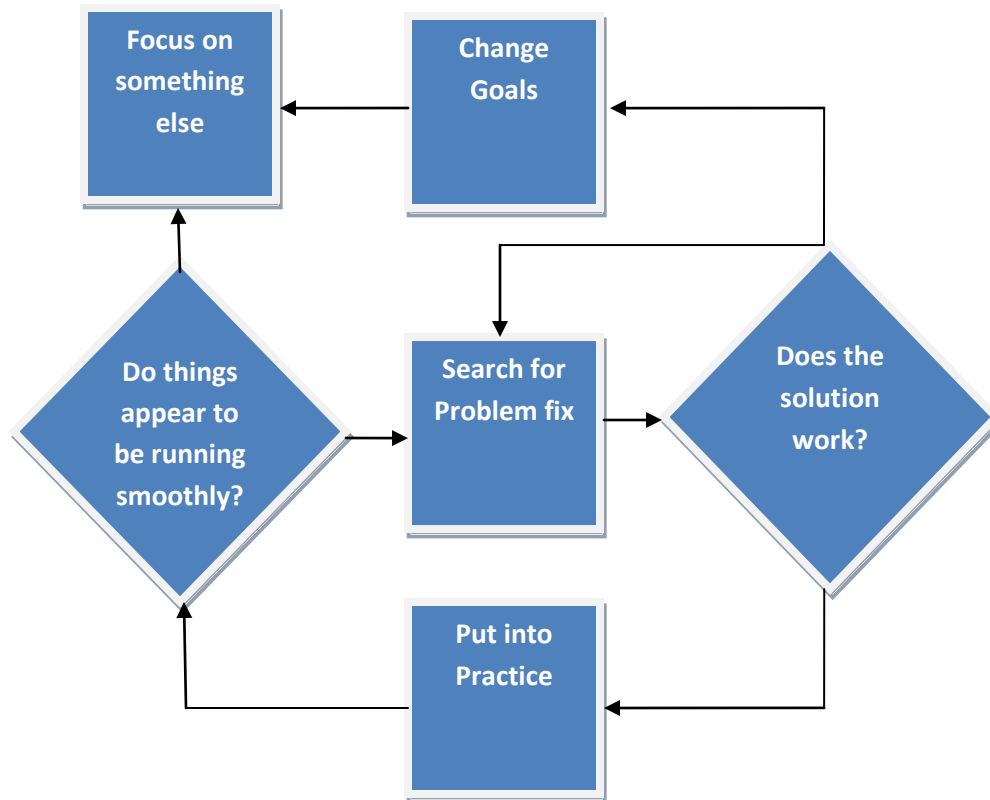 Focus on
something
else
Change
Goals
Do things
appear to
be running
smoothly?
Search for
Problem fix
Does the
solution
work?
Put into
Practice